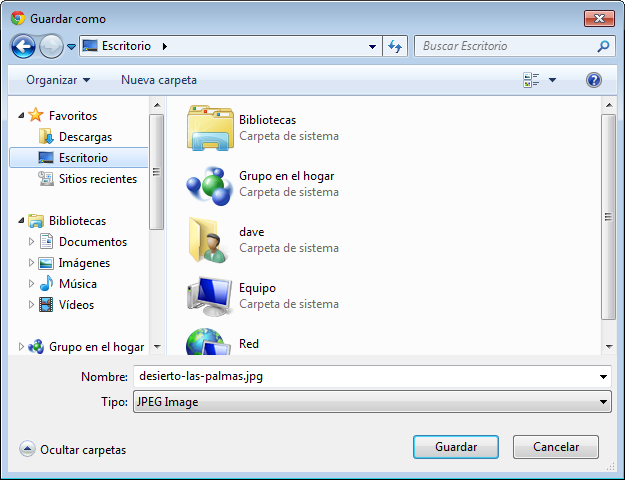 Guardar como
Escritorio
Buscar Escritorio
Organizar
Nueva carpeta
Favoritos
Descargas
Escritorio
Sitios recientes
Bibliotecas
Documentos
Imágenes
Música
Vídeos
Grupo en el hogar
Bibliotecas
Carpeta de sistema
Grupo en el hogar
Carpeta de sistema
dave
Carpeta de sistema
Equipo
Carpeta de sistema
Red
Nombre: desierto-las-palmas.jpg
Tipo: JPEG Image
Ocultar carpetas
Guardar
Cancelar